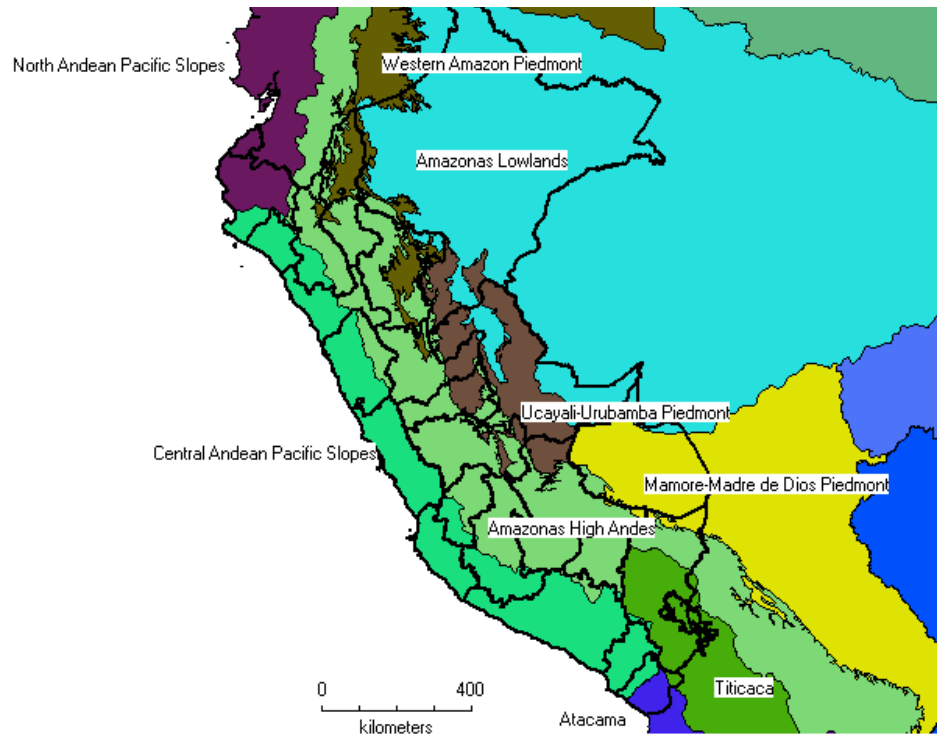 North Andean Pacific Slopes
Western Amazon Piedmont
Amazonas Lowlands
Ucayali-Urubamba Piedmont
Central Andean Pacific Slopes
Mamore-Madre de Dios Piedmont
Amazonas High Andes
0 400
kilometers
Titicaca
Atacama